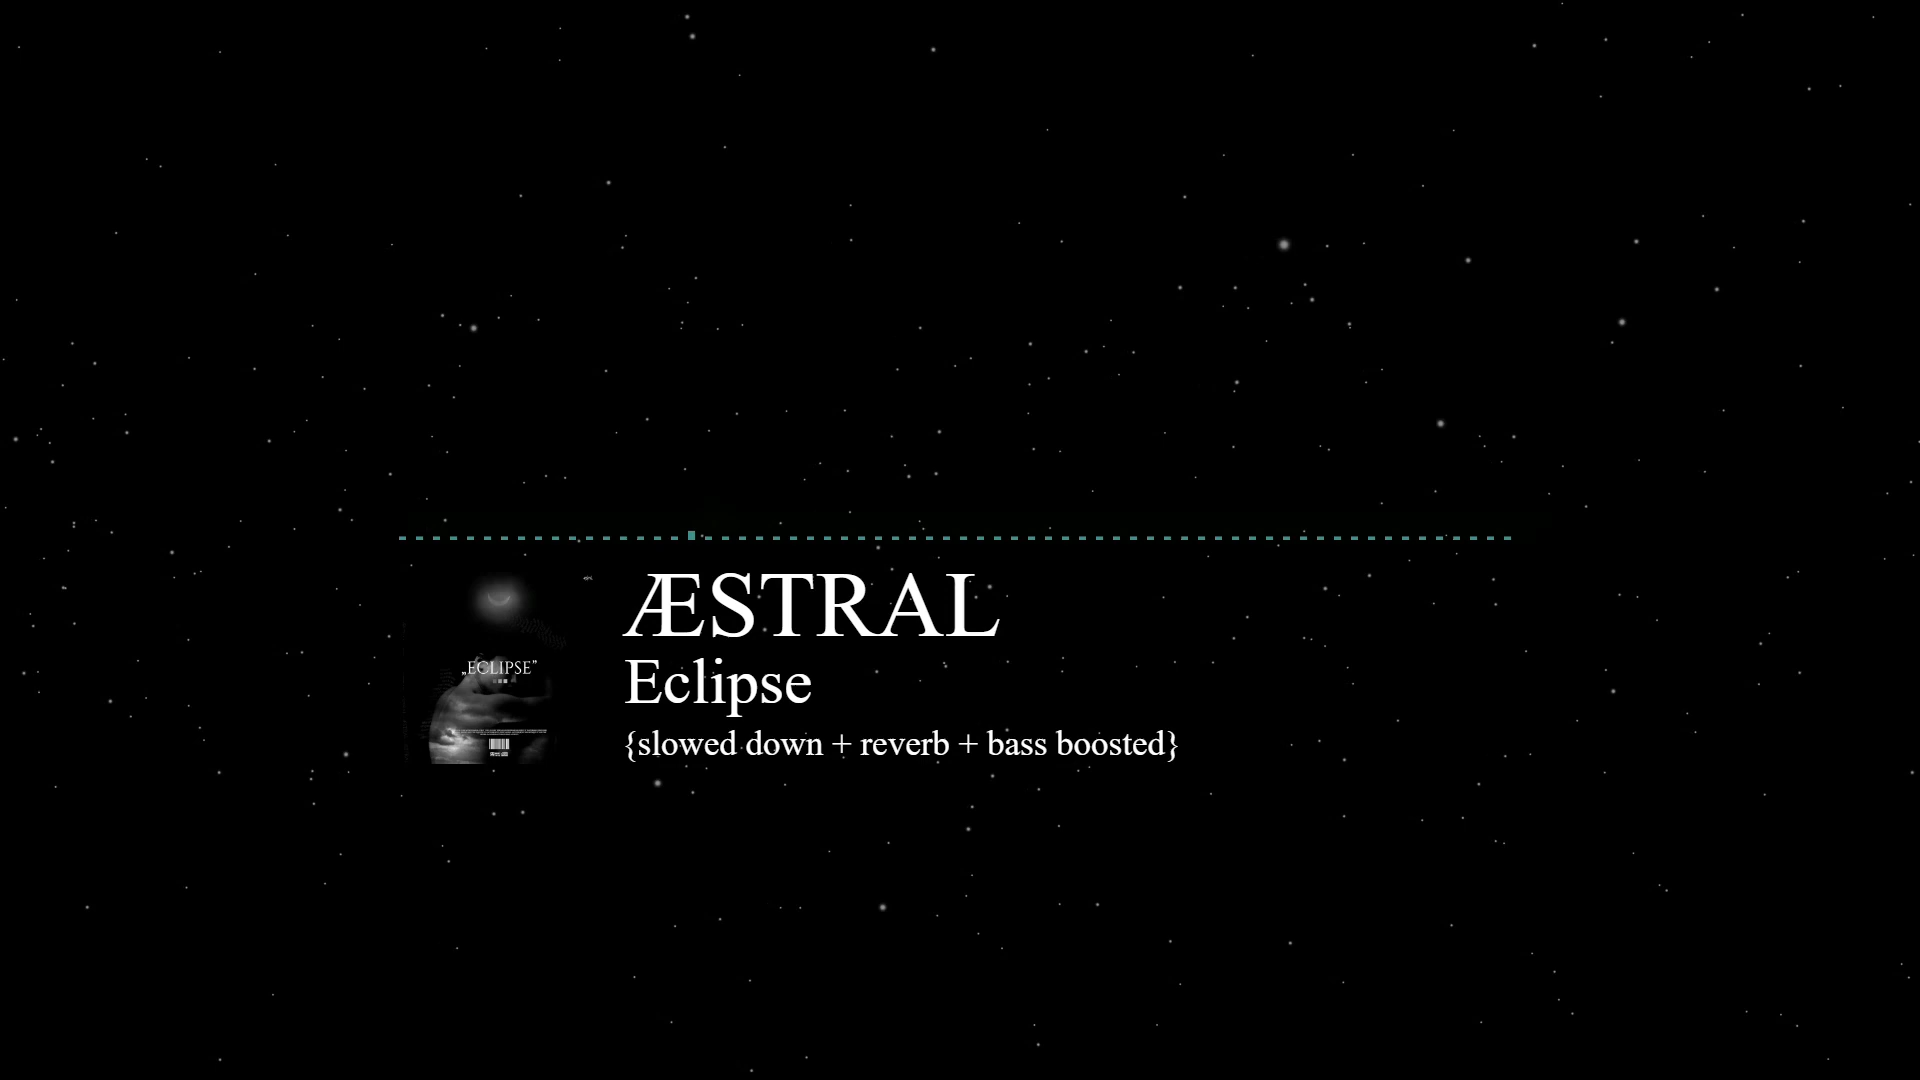 ÆSTRAL
Eclipse
{slowed down + reverb + bass boosted}
„ECLIPSE”